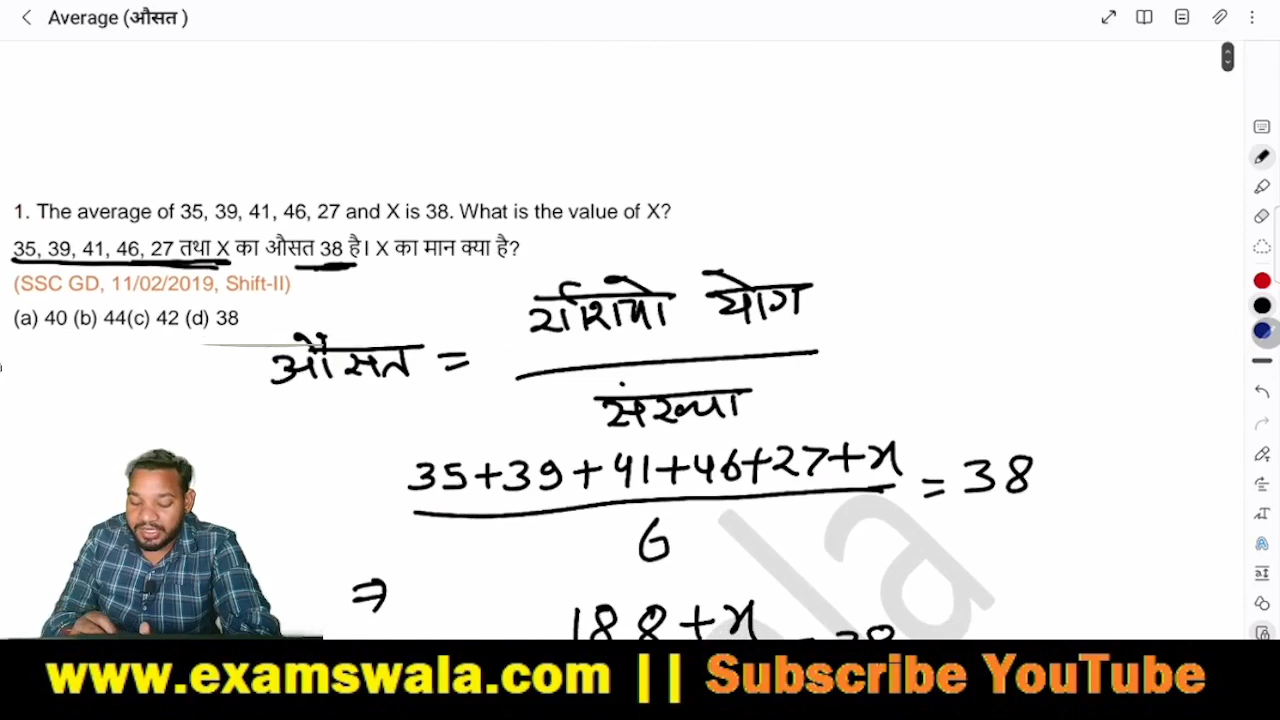 Average (औसत )
1. The average of 35, 39, 41, 46, 27 and X is 38. What is the value of X?
35, 39, 41, 46, 27 तथा X का औसत 38 है। X का मान क्या है?
(SSC GD, 11/02/2019, Shift-II)
(a) 40 (b) 44(c) 42 (d) 38
राशियो योग
औसत =
संख्या
35+39+41+46+27+x = 38
6
⇒
188+x = 38
www.examswala.com || Subscribe YouTube